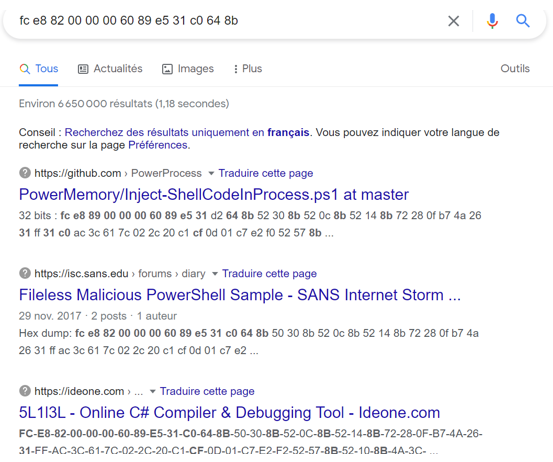 fc e8 82 00 00 00 60 89 e5 31 c0 64 8b
Tous Actualités Images Plus Outils
Environ 6 650 000 résultats (1,18 secondes)
Conseil : Recherchez des résultats uniquement en français. Vous pouvez indiquer votre langue de
recherche sur la page Préférences.
https://github.com › PowerProcess Traduire cette page
PowerMemory/Inject-ShellCodeInProcess.ps1 at master
32 bits : fc e8 89 00 00 00 60 89 e5 31 d2 64 8b 52 30 8b 52 0c 8b 52 14 8b 72 28 0f b7 4a 26
31 ff 31 c0 ac 3c 61 7c 02 2c 20 c1 cf 0d 01 c7 e2 f0 52 57 8b ...
https://isc.sans.edu › forums › diary Traduire cette page
Fileless Malicious PowerShell Sample - SANS Internet Storm ...
29 nov. 2017 · 2 posts · 1 auteur
Hex dump: fc e8 82 00 00 00 60 89 e5 31 c0 64 8b 50 30 8b 52 0c 8b 52 14 8b 72 28 0f b7 4a
26 31 ff ac 3c 61 7c 02 2c 20 c1 cf 0d 01 c7 e2 ...
https://ideone.com › ... Traduire cette page
5L1I3L - Online C# Compiler & Debugging Tool - Ideone.com
FC-E8-82-00-00-00-60-89-E5-31-C0-64-8B-50-30-8B-52-0C-8B-52-14-8B-72-28-0F-B7-4A-26-
31-FF-AC-3C-61-7C-02-2C-20-C1-CF-0D-01-C7-E2-F2-52-57-8B-52-10-8B-4A-3C- ...